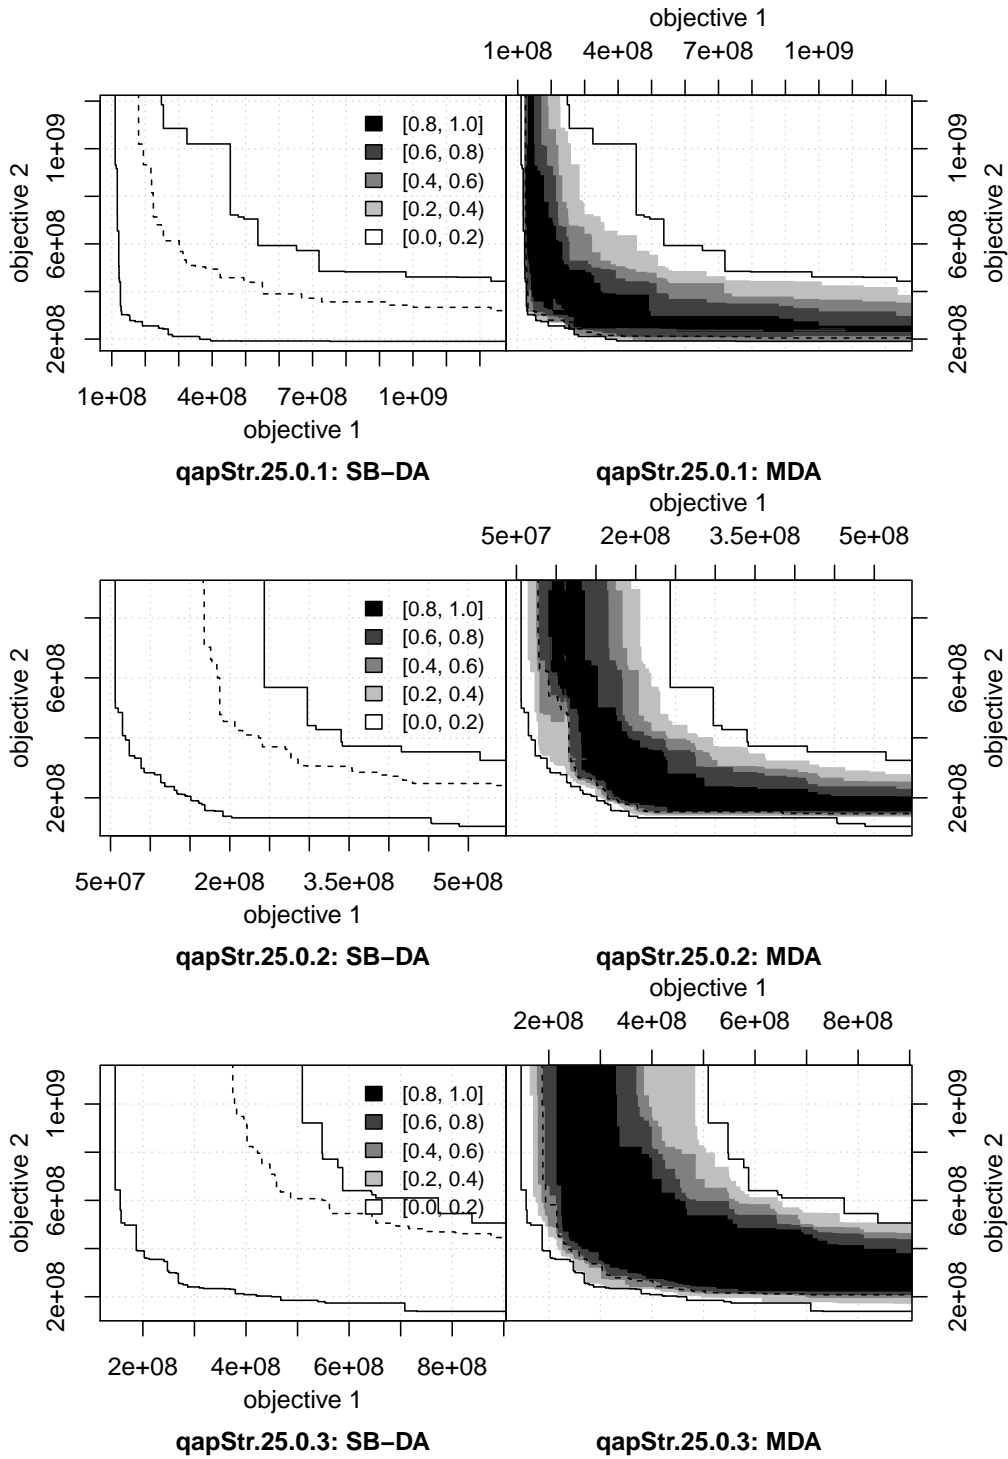 objective 1
1e+08 4e+08 7e+08 1e+09
objective 2
2e+08 6e+08 1e+09
[0.8, 1.0]
[0.6, 0.8)
[0.4, 0.6)
[0.2, 0.4)
[0.0, 0.2)
2e+08 6e+08 1e+09
objective 2
1e+08 4e+08 7e+08 1e+09
objective 1
qapStr.25.0.1: SB−DA
qapStr.25.0.1: MDA
objective 1
5e+07 2e+08 3.5e+08 5e+08
objective 2
2e+08 6e+08
[0.8, 1.0]
[0.6, 0.8)
[0.4, 0.6)
[0.2, 0.4)
[0.0, 0.2)
2e+08 6e+08
objective 2
5e+07 2e+08 3.5e+08 5e+08
objective 1
qapStr.25.0.2: SB−DA
qapStr.25.0.2: MDA
objective 1
2e+08 4e+08 6e+08 8e+08
objective 2
2e+08 6e+08 1e+09
[0.8, 1.0]
[0.6, 0.8)
[0.4, 0.6)
[0.2, 0.4)
[0.0, 0.2)
2e+08 6e+08 1e+09
objective 2
2e+08 4e+08 6e+08 8e+08
objective 1
qapStr.25.0.3: SB−DA
qapStr.25.0.3: MDA